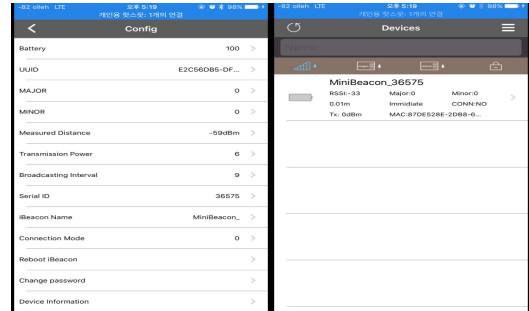 -82 olleh LTE 오후 5:19 98%
개인용 핫스팟: 1개의 연결
Config
Battery 100
UUID E2C56DB5-DF...
MAJOR 0
MINOR 0
Measured Distance -59dBm
Transmission Power 6
Broadcasting Interval 9
Serial ID 36575
iBeacon Name MiniBeacon_
Connection Mode 0
Reboot iBeacon
Change password
Device Information
-82 olleh LTE 오후 5:19 98%
개인용 핫스팟: 1개의 연결
Devices
Name
MiniBeacon_36575
RSSI:-33 Major:0 Minor:0
0.01m Immidiate CONN:NO
Tx: 0dBm MAC:87DE528E-2DB8-6...